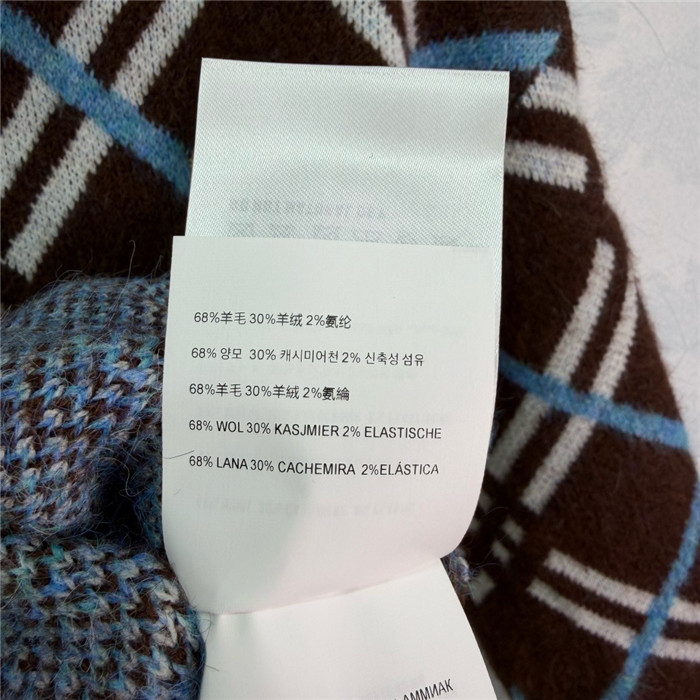 68%羊毛 30%羊绒 2%氨纶
68% 양모 30% 캐시미어천 2% 신축성 섬유
68%羊毛 30%羊绒 2%氨綸
68% WOL 30% KASJMIER 2% ELASTISCHE
68% LANA 30% CACHEMIRA 2%ELÁSTICA